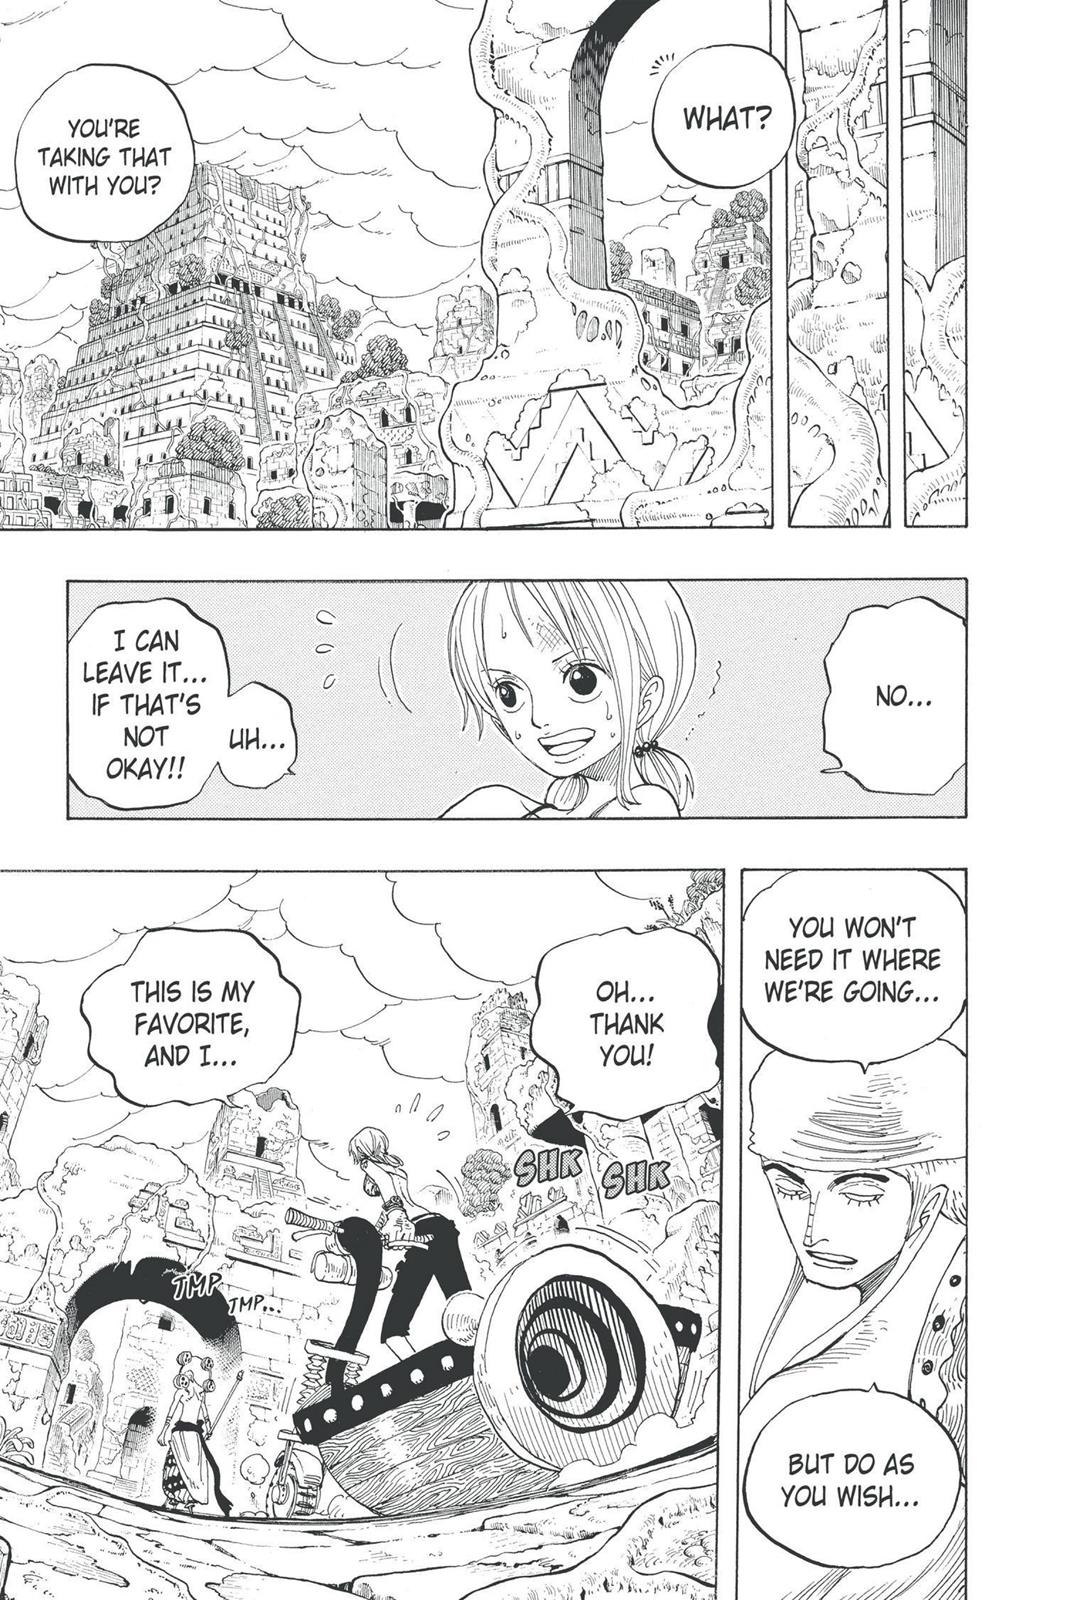 WHAT?
YOU'RE
TAKING THAT
WITH YOU?
NO...
UH...
I CAN
LEAVE IT...
IF THAT'S
NOT
OKAY!!
YOU WON'T
NEED IT WHERE
WE'RE GOING...
BUT DO AS
YOU WISH...
OH...
THANK
YOU!
SHK
SHK
THIS IS MY
FAVORITE,
AND I...
TMP
TMP...